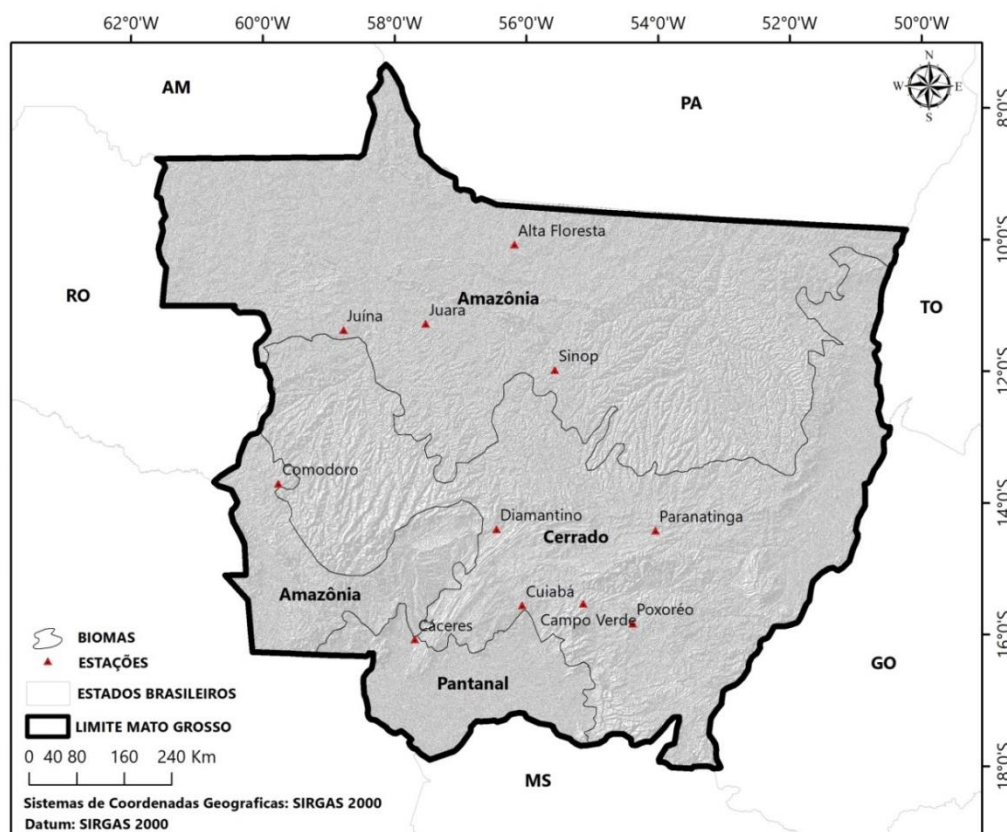 62°0'W 60°0'W 58°0'W 56°0'W 54°0'W 52°0'W 50°0'W
N
W E
S
AM
PA
8°0'S
Alta Floresta
10°0'S
RO
Amazônia
TO
Juína
Juara
Sinop
12°0'S
Comodoro
14°0'S
Diamantino
Paranatinga
Cerrado
Amazônia
Cuiabá
Campo Verde
Poxoréo
Cáceres
16°0'S
GO
Pantanal
BIOMAS
ESTAÇÕES
ESTADOS BRASILEIROS
LIMITE MATO GROSSO
0 40 80 160 240 Km
MS
18°0'S
Sistemas de Coordenadas Geograficas: SIRGAS 2000
Datum: SIRGAS 2000